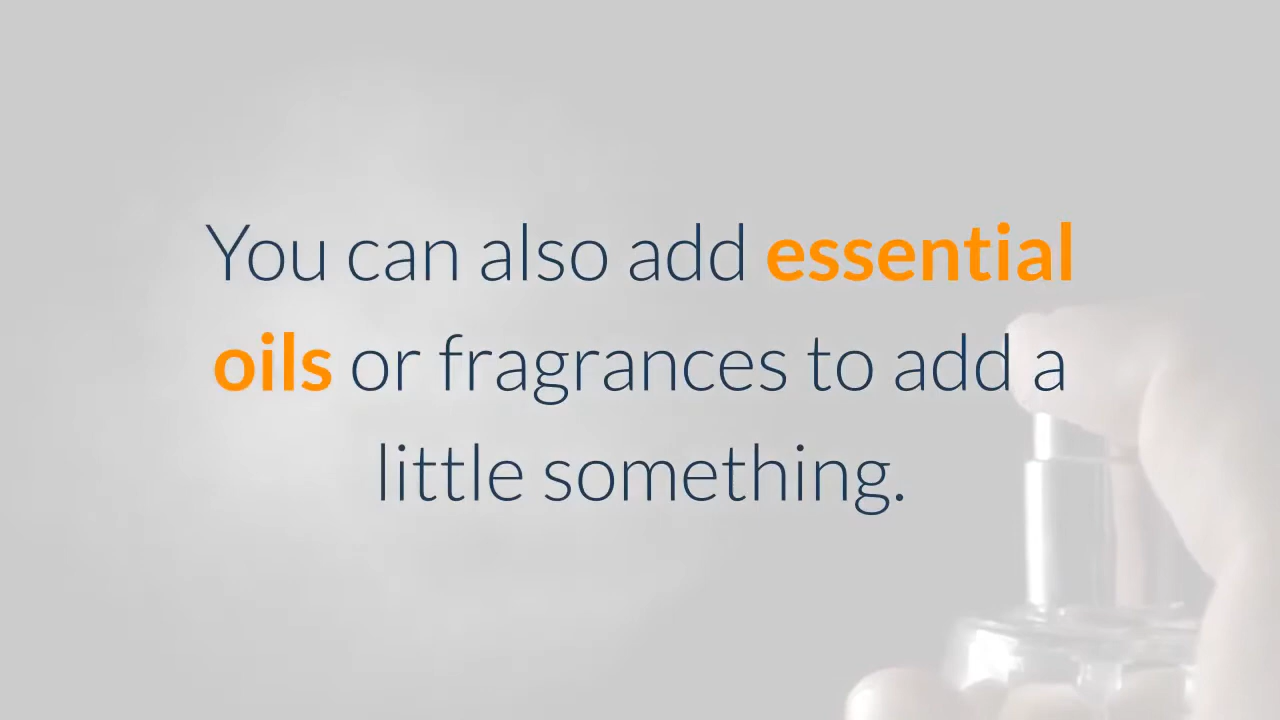 You can also add essential
oils or fragrances to add a
little something.